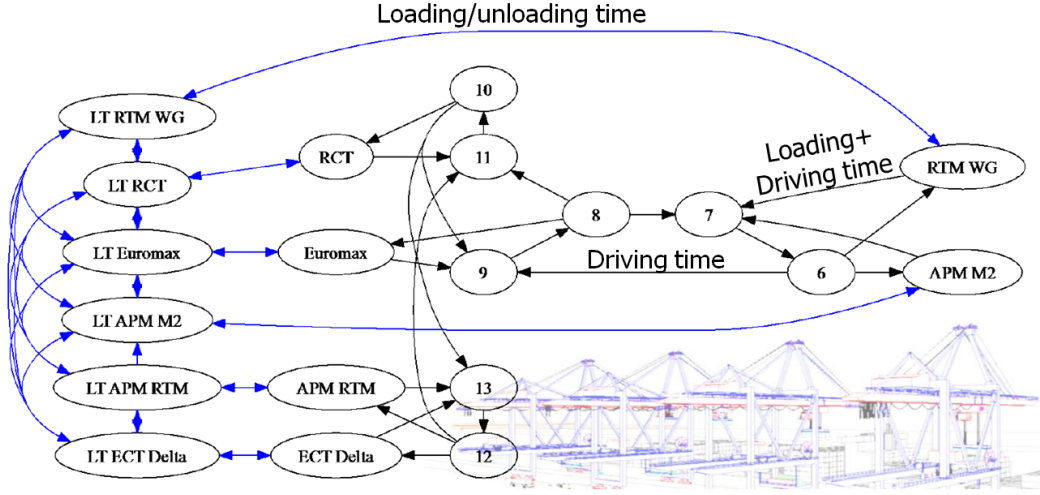 Loading/unloading time
10
LT RTM WG
RCT
11
Loading+
Driving time
RTM WG
LT RCT
8
7
LT Euromax
Euromax
9
Driving time
6
APM M2
LT APM M2
LT APM RTM
APM RTM
13
LT ECT Delta
ECT Delta
12